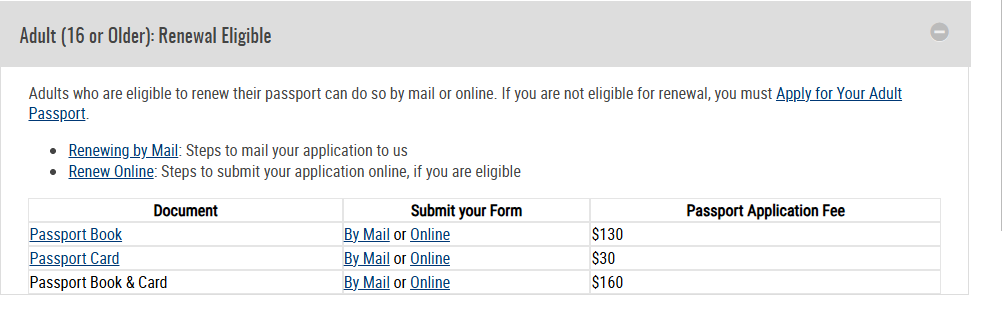 Adult (16 or Older): Renewal Eligible
Adults who are eligible to renew their passport can do so by mail or online. If you are not eligible for renewal, you must Apply for Your Adult
Passport.
• Renewing by Mail: Steps to mail your application to us
• Renew Online: Steps to submit your application online, if you are eligible
Document Submit your Form Passport Application Fee
Passport Book By Mail or Online $130
Passport Card By Mail or Online $30
Passport Book & Card By Mail or Online $160